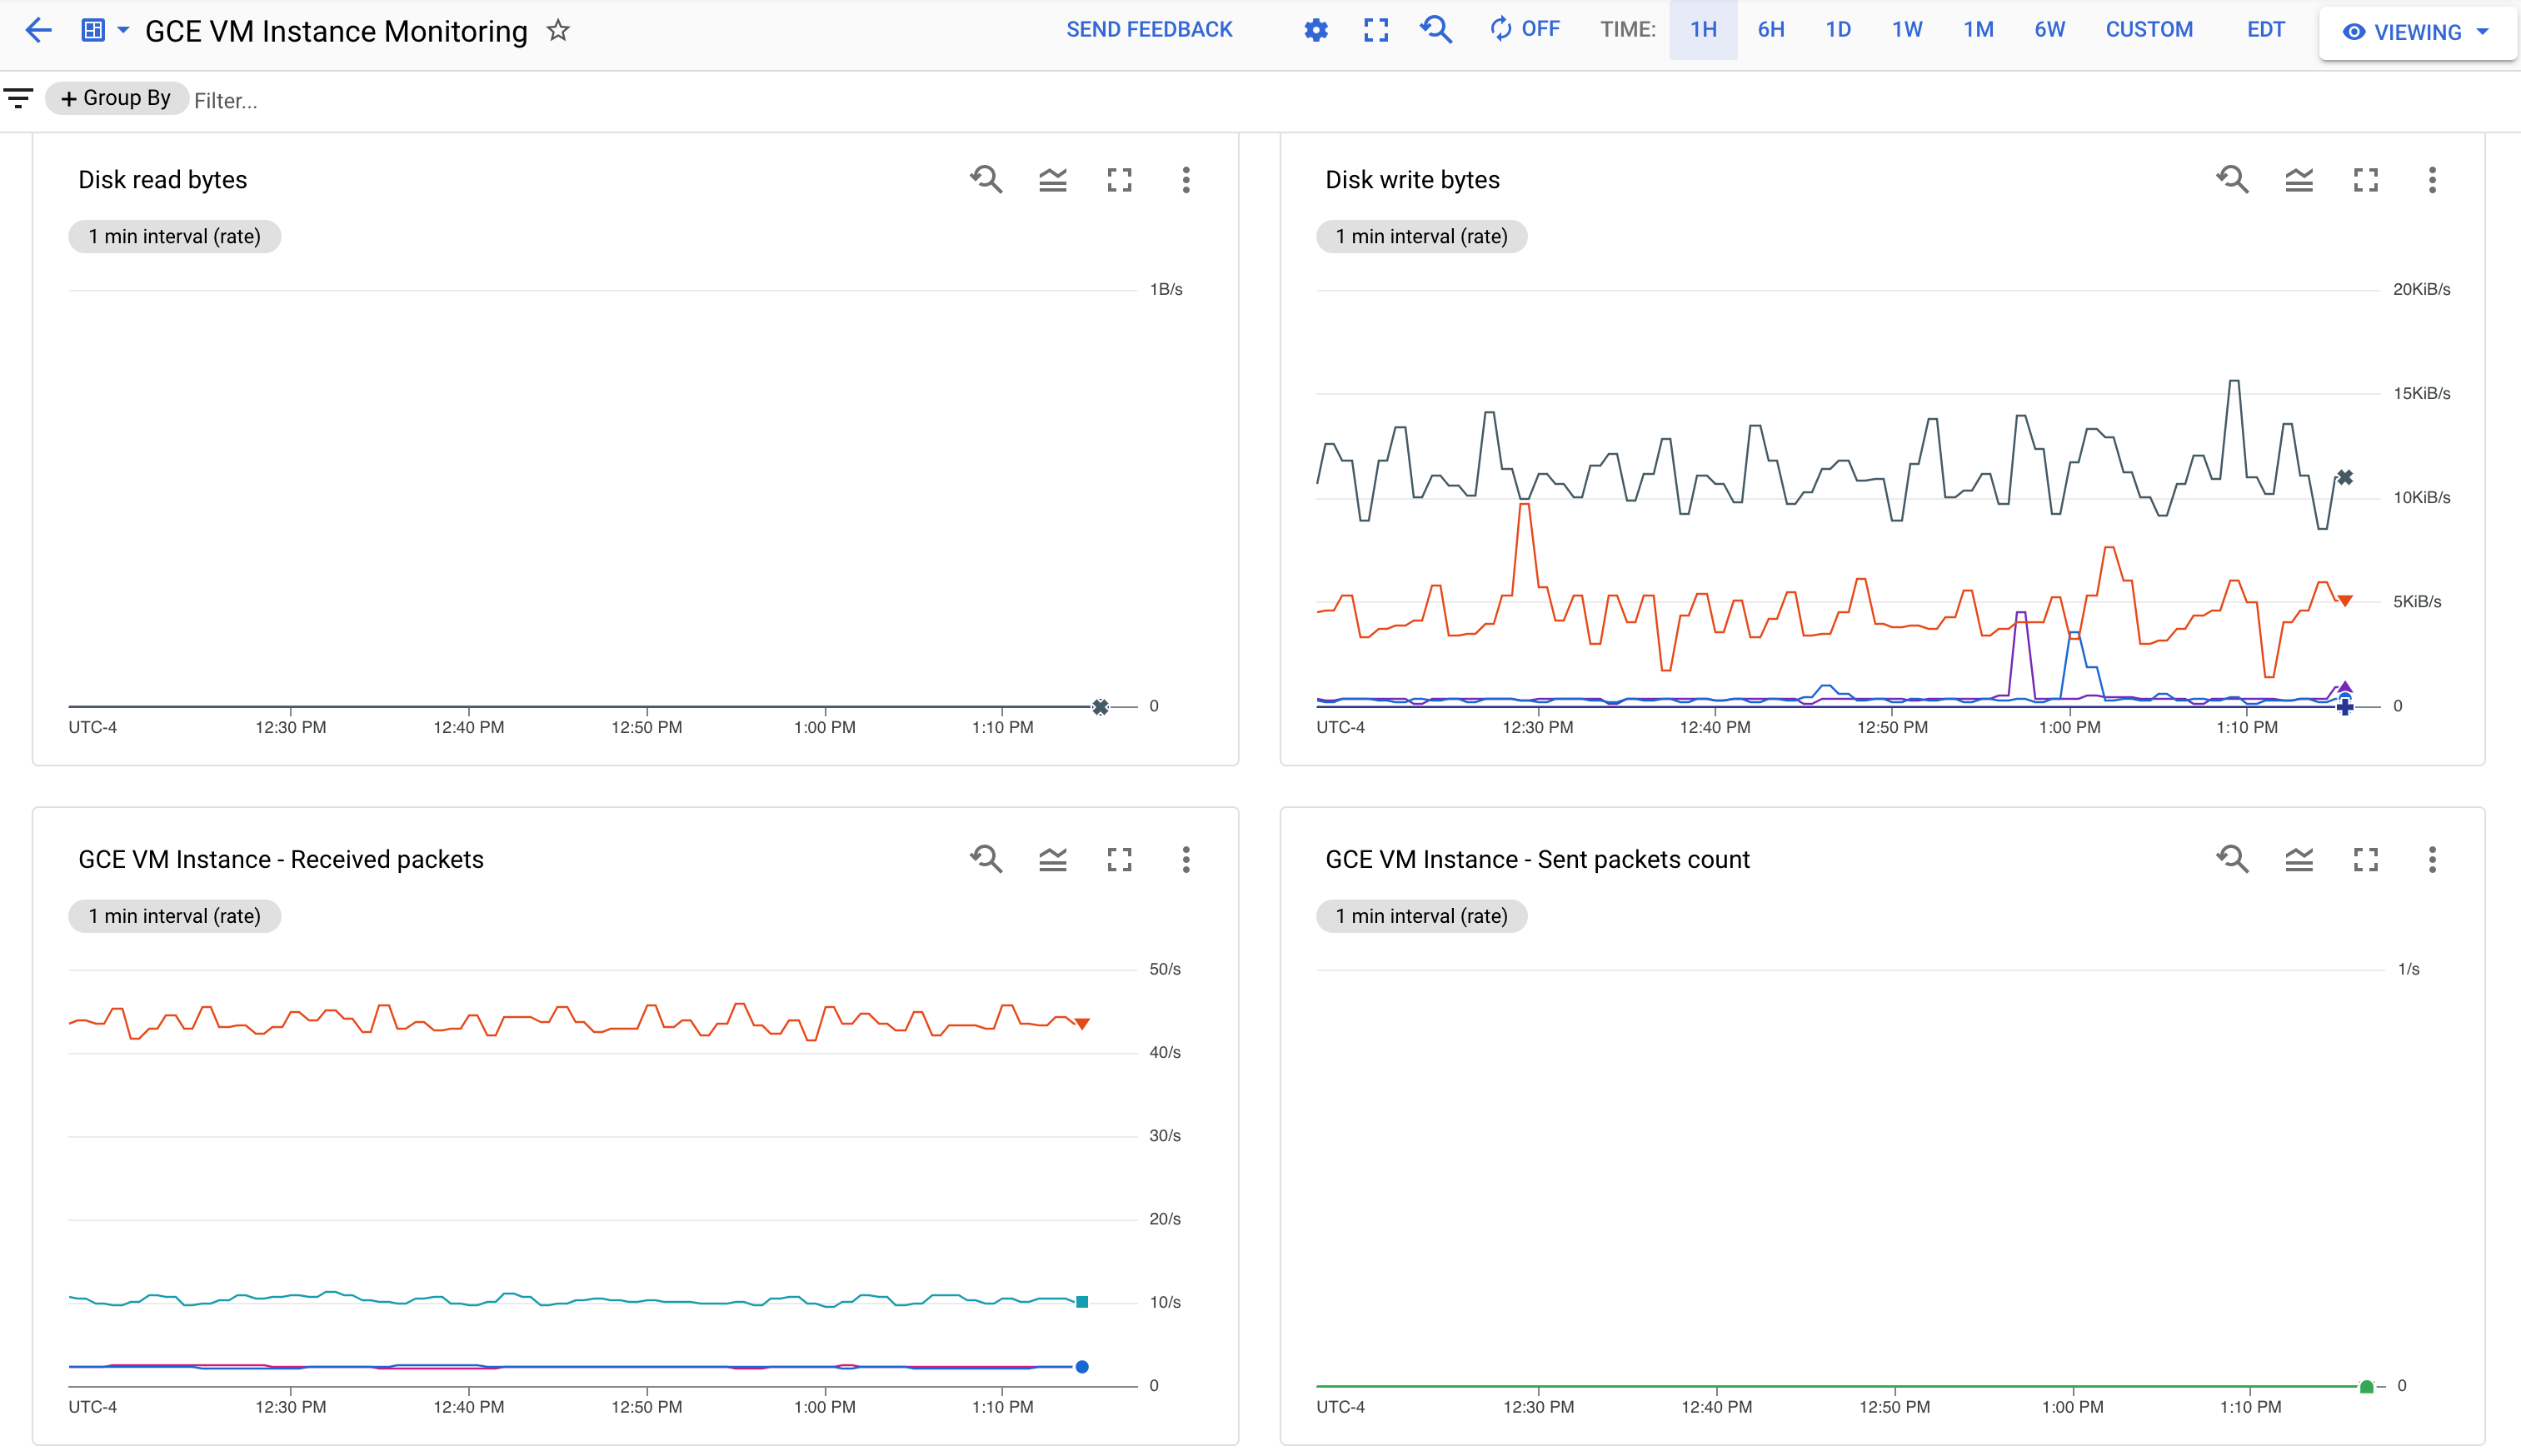 GCE VM Instance Monitoring
SEND FEEDBACK
OFF
TIME:
1H
6H
1D
1W
1M
6W
CUSTOM
EDT
VIEWING
+ Group By
Filter...
Disk read bytes
1 min interval (rate)
1B/s
0
UTC-4
12:30 PM
12:40 PM
12:50 PM
1:00 PM
1:10 PM
Disk write bytes
1 min interval (rate)
20KiB/s
15KiB/s
10KiB/s
5KiB/s
0
UTC-4
12:30 PM
12:40 PM
12:50 PM
1:00 PM
1:10 PM
GCE VM Instance - Received packets
1 min interval (rate)
50/s
40/s
30/s
20/s
10/s
0
UTC-4
12:30 PM
12:40 PM
12:50 PM
1:00 PM
1:10 PM
GCE VM Instance - Sent packets count
1 min interval (rate)
1/s
0
UTC-4
12:30 PM
12:40 PM
12:50 PM
1:00 PM
1:10 PM